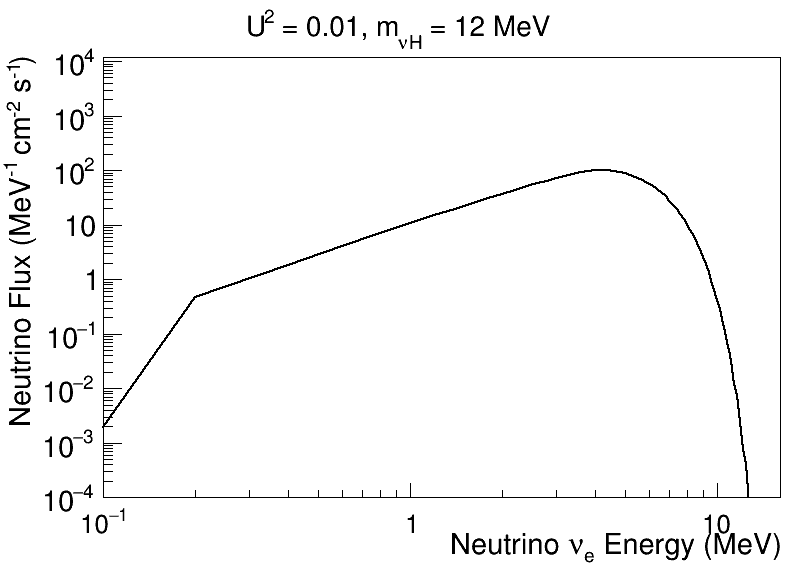 U² = 0.01, m_νH = 12 MeV
Neutrino Flux (MeV⁻¹ cm⁻² s⁻¹)
10⁴
10³
10²
10
1
10⁻¹
10⁻²
10⁻³
10⁻⁴
10⁻¹ 1 10
Neutrino νₑ Energy (MeV)